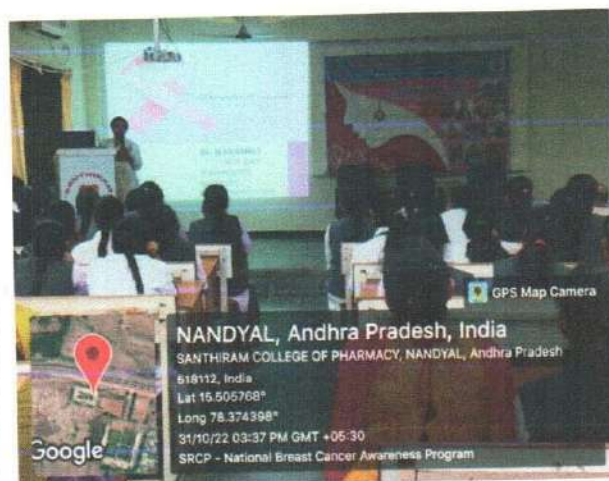 GPS Map Camera
NANDYAL, Andhra Pradesh, India
SANTHIRAM COLLEGE OF PHARMACY, NANDYAL, Andhra Pradesh
518112, India
Lat 15.505768°
Long 78.374398°
31/10/22 03:37 PM GMT +05:30
SRCP - National Breast Cancer Awareness Program
Google